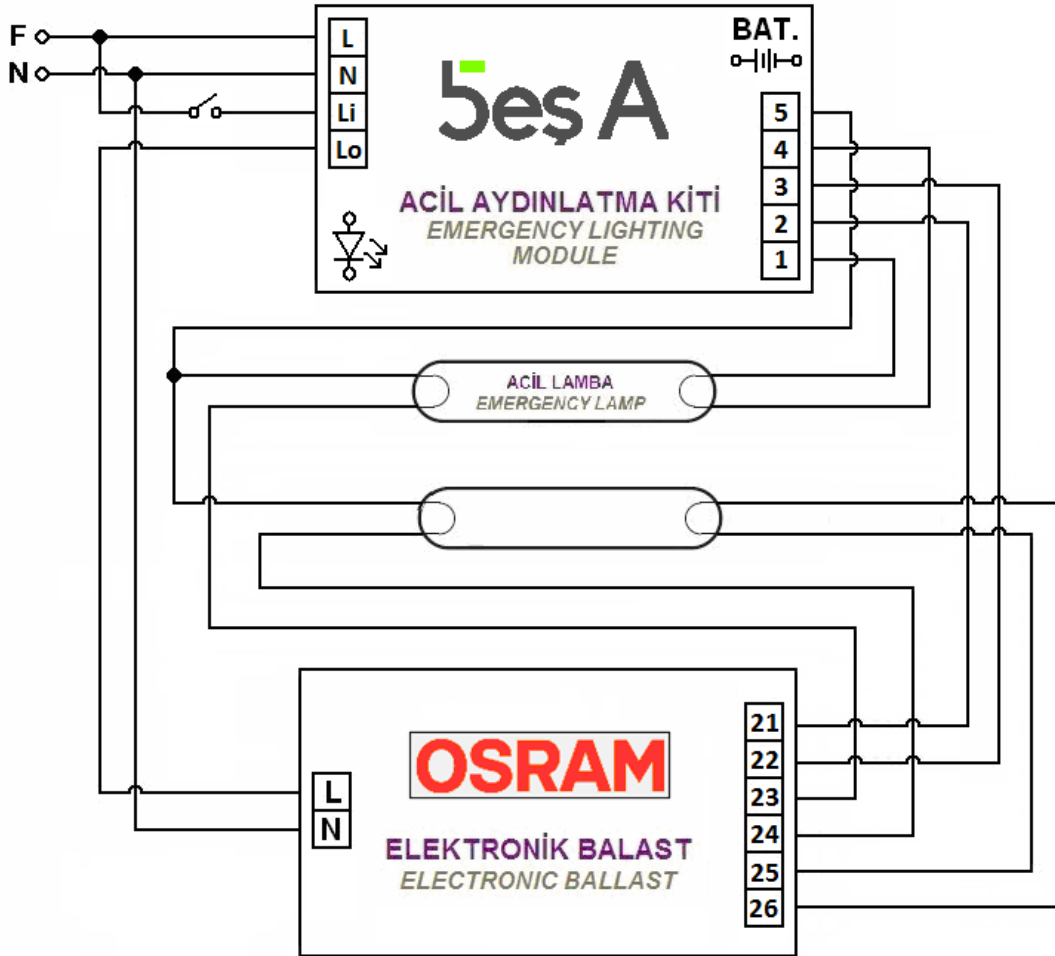 F
N
L
N
Li
Lo
BAT.
5eş A
5
4
3
2
1
ACİL AYDINLATMA KİTİ
EMERGENCY LIGHTING
MODULE
ACİL LAMBA
EMERGENCY LAMP
OSRAM
L
N
ELEKTRONİK BALAST
ELECTRONIC BALLAST
21
22
23
24
25
26